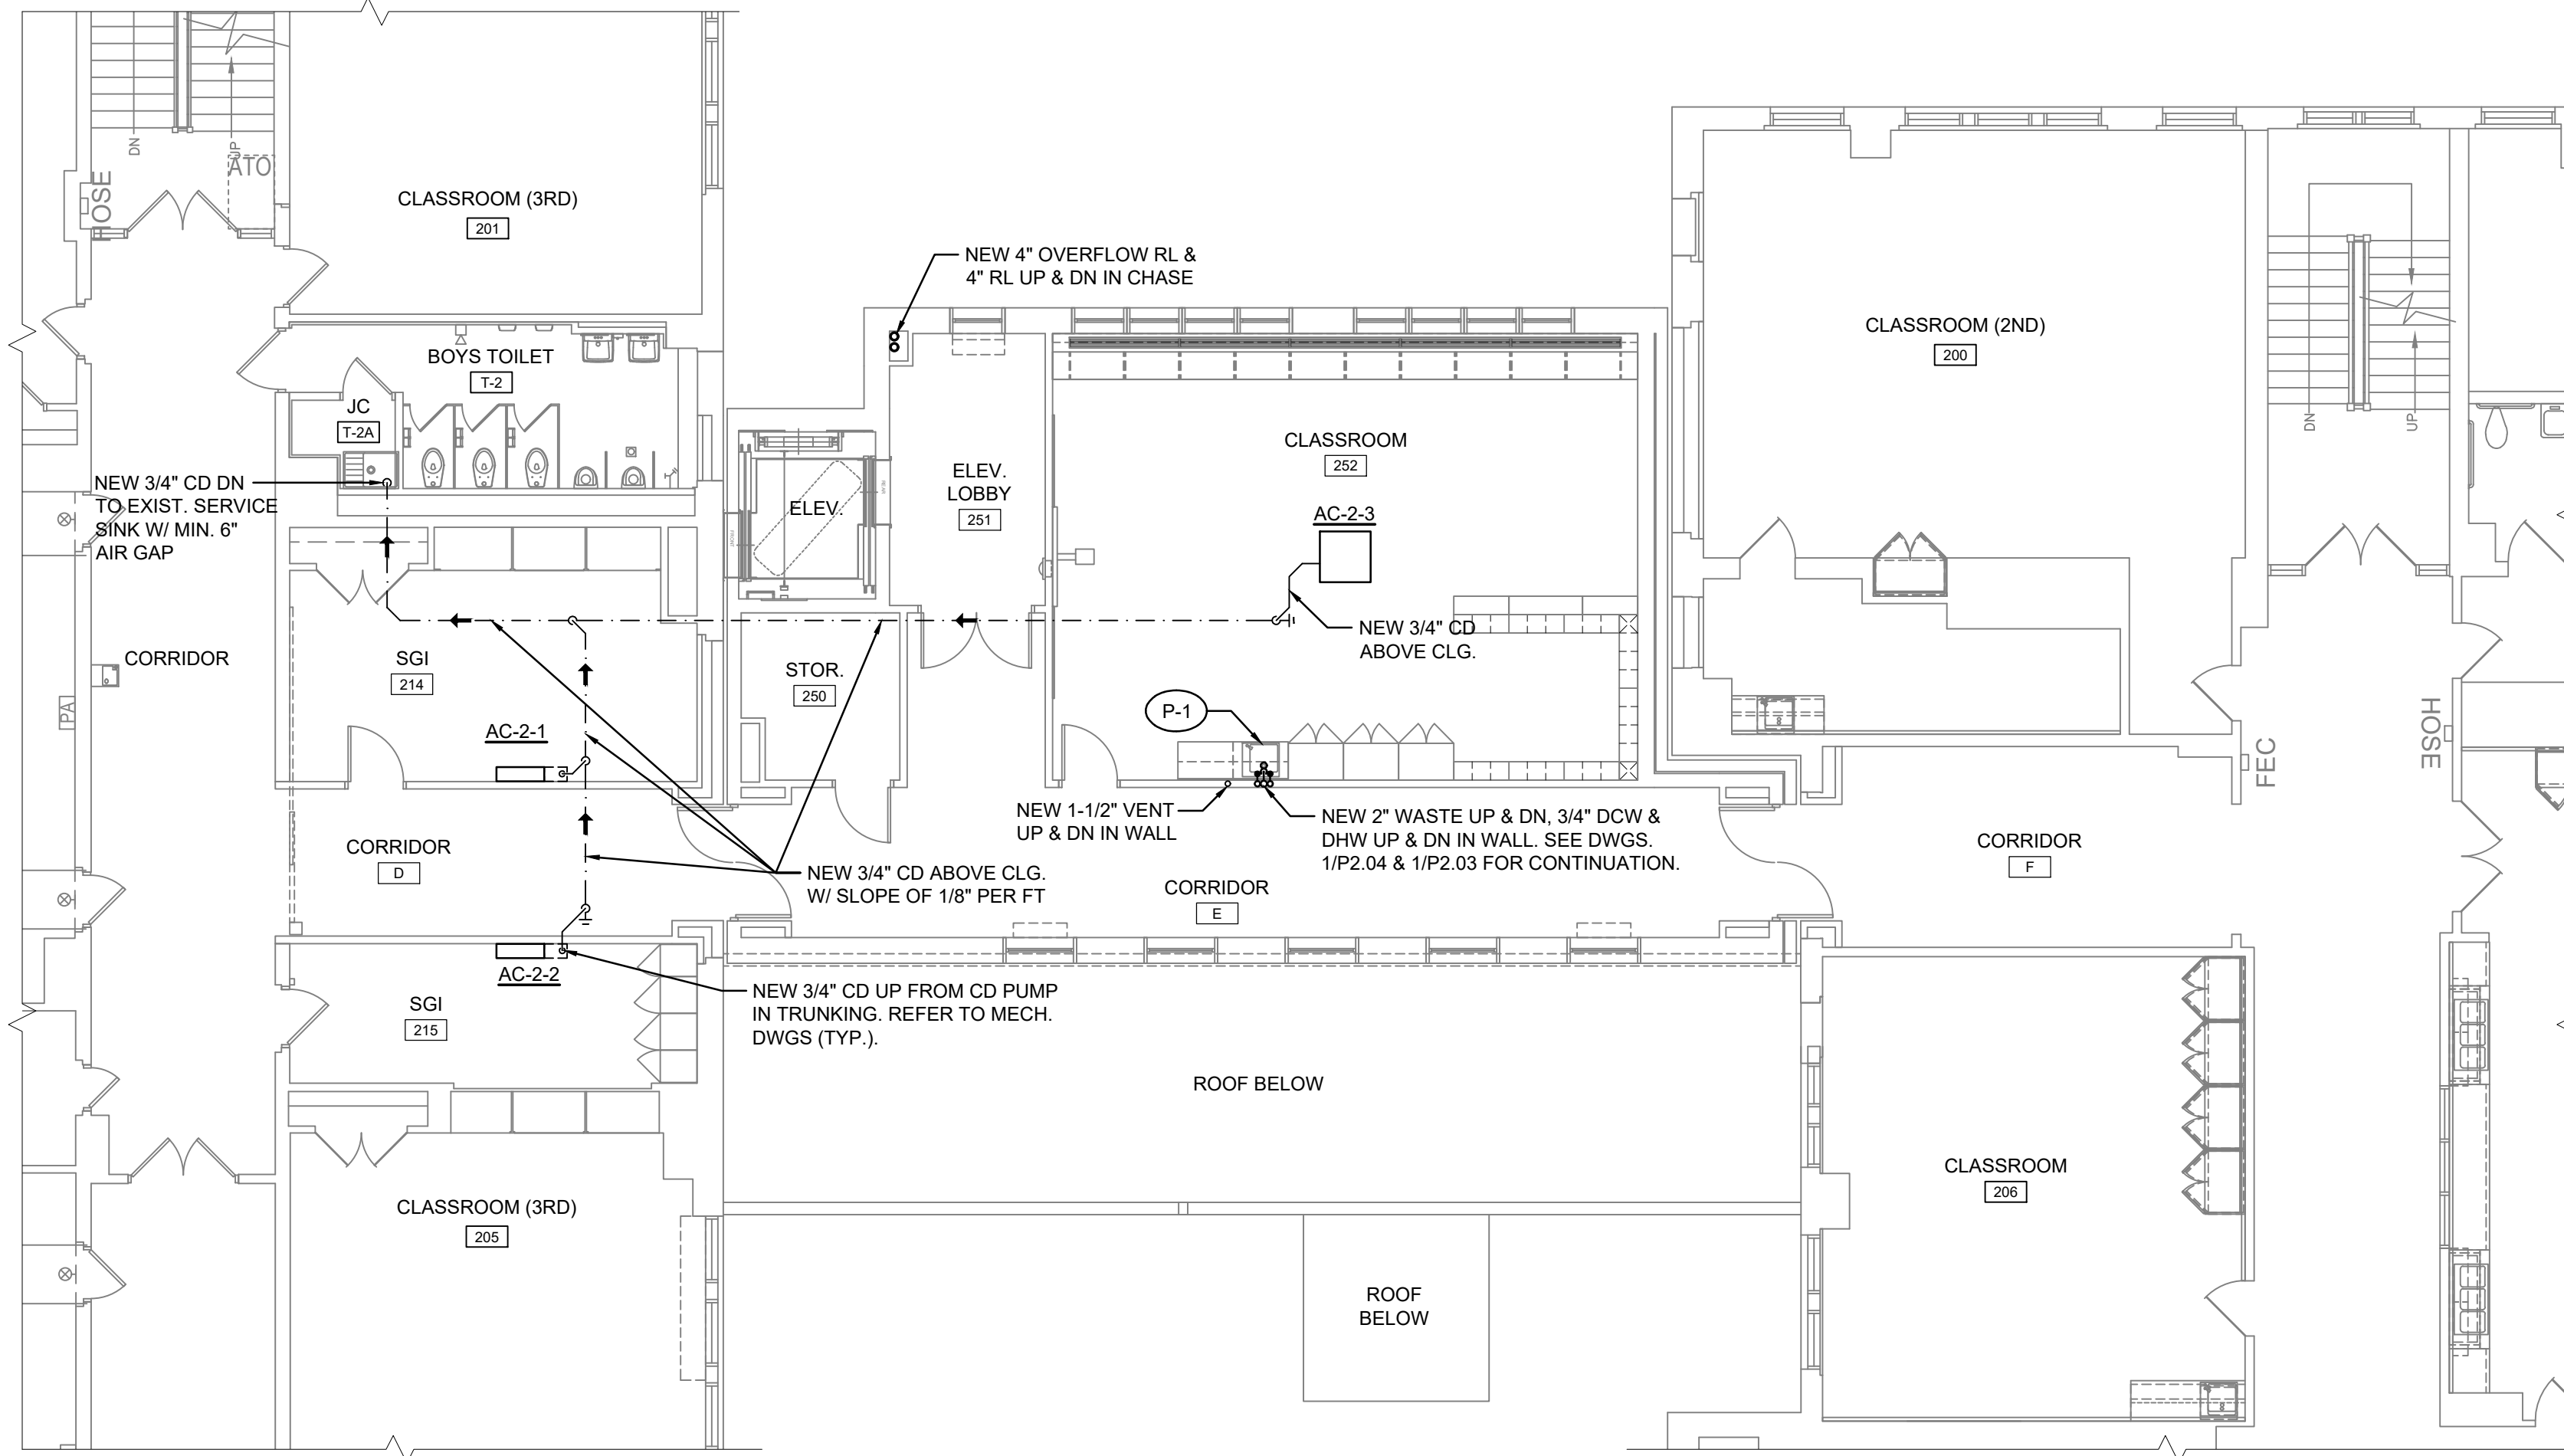 DN
UP
ATO
HOSE
CLASSROOM (3RD)
201
NEW 4" OVERFLOW RL &
4" RL UP & DN IN CHASE
CLASSROOM (2ND)
200
BOYS TOILET
T-2
JC
T-2A
NEW 3/4" CD DN
TO EXIST. SERVICE
SINK W/ MIN. 6"
AIR GAP
ELEV.
FRONT
REAR
ELEV.
LOBBY
251
CLASSROOM
252
AC-2-3
NEW 3/4" CD
ABOVE CLG.
DN
UP
CORRIDOR
PA
SGI
214
AC-2-1
STOR.
250
P-1
NEW 1-1/2" VENT
UP & DN IN WALL
NEW 2" WASTE UP & DN, 3/4" DCW &
DHW UP & DN IN WALL. SEE DWGS.
1/P2.04 & 1/P2.03 FOR CONTINUATION.
FEC
HOSE
CORRIDOR
D
NEW 3/4" CD ABOVE CLG.
W/ SLOPE OF 1/8" PER FT
CORRIDOR
E
CORRIDOR
F
AC-2-2
SGI
215
NEW 3/4" CD UP FROM CD PUMP
IN TRUNKING. REFER TO MECH.
DWGS (TYP.).
ROOF BELOW
CLASSROOM (3RD)
205
CLASSROOM
206
ROOF
BELOW